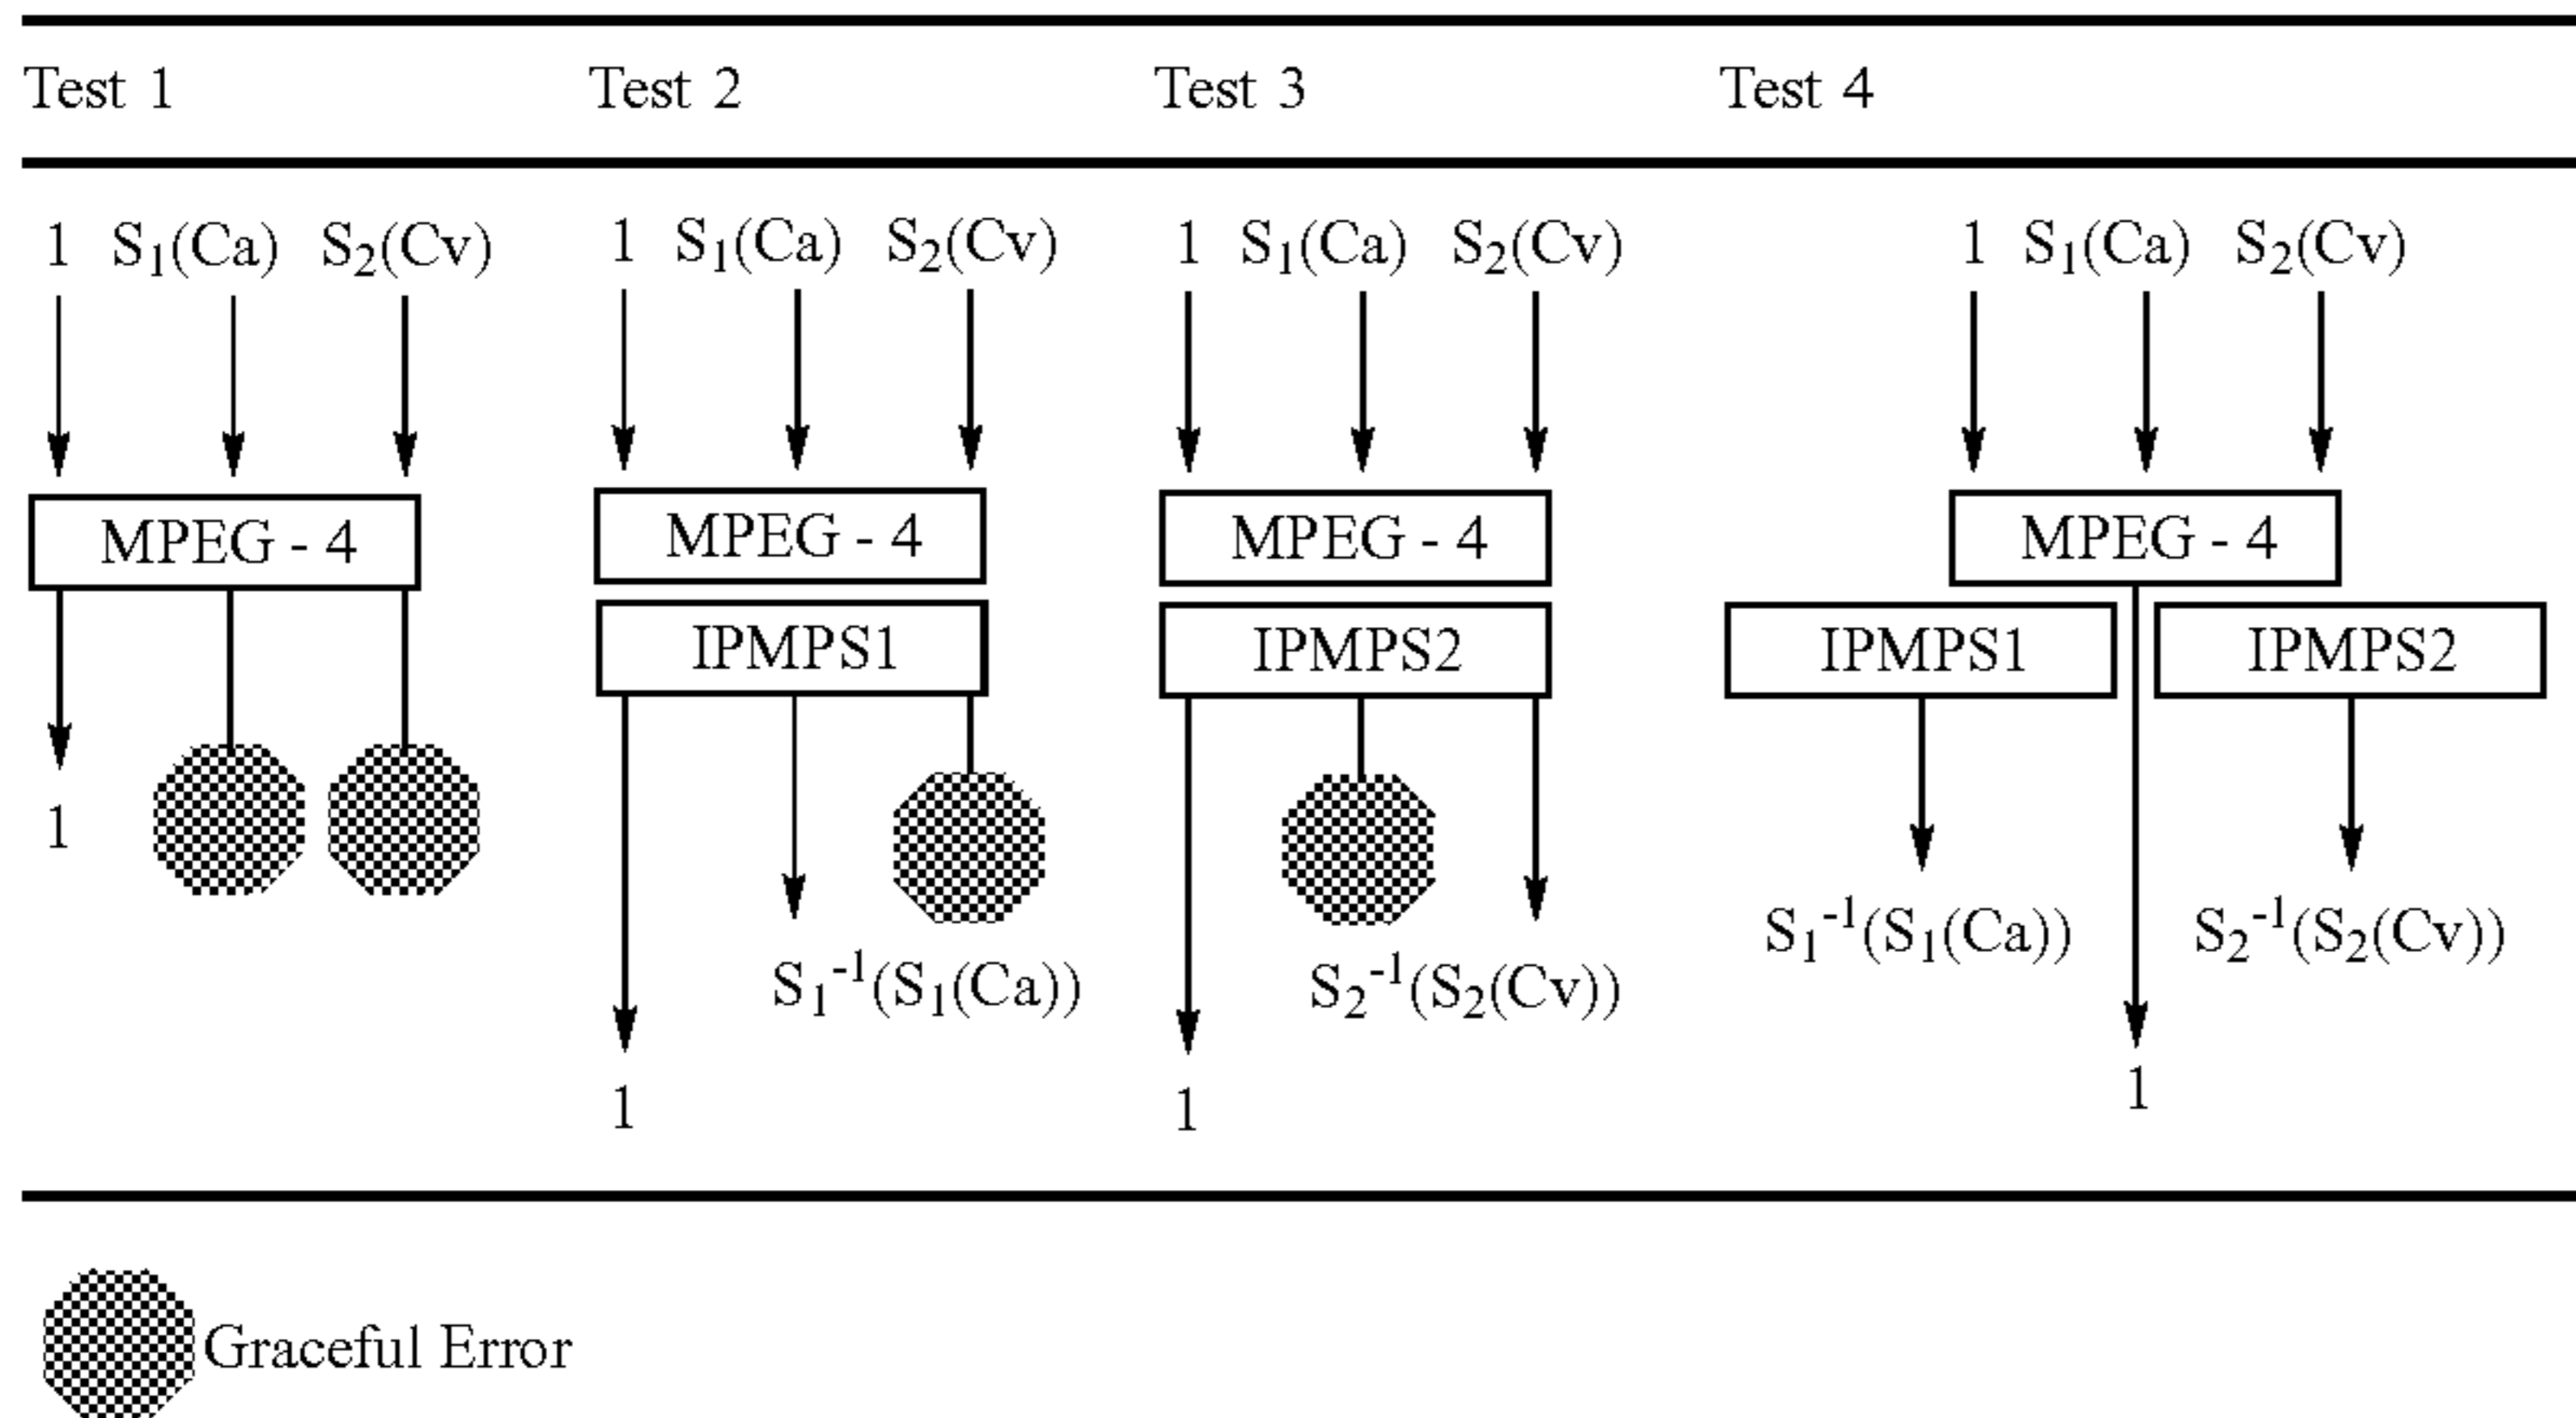 Test 1 Test 2 Test 3 Test 4
1 S₁(Ca) S₂(Cv) 1 S₁(Ca) S₂(Cv) 1 S₁(Ca) S₂(Cv) 1 S₁(Ca) S₂(Cv)
MPEG - 4 MPEG - 4 MPEG - 4 MPEG - 4
IPMPS1 IPMPS2 IPMPS1 IPMPS2
1
S₁⁻¹(S₁(Ca)) S₂⁻¹(S₂(Cv)) S₁⁻¹(S₁(Ca)) S₂⁻¹(S₂(Cv))
1 1 1
Graceful Error